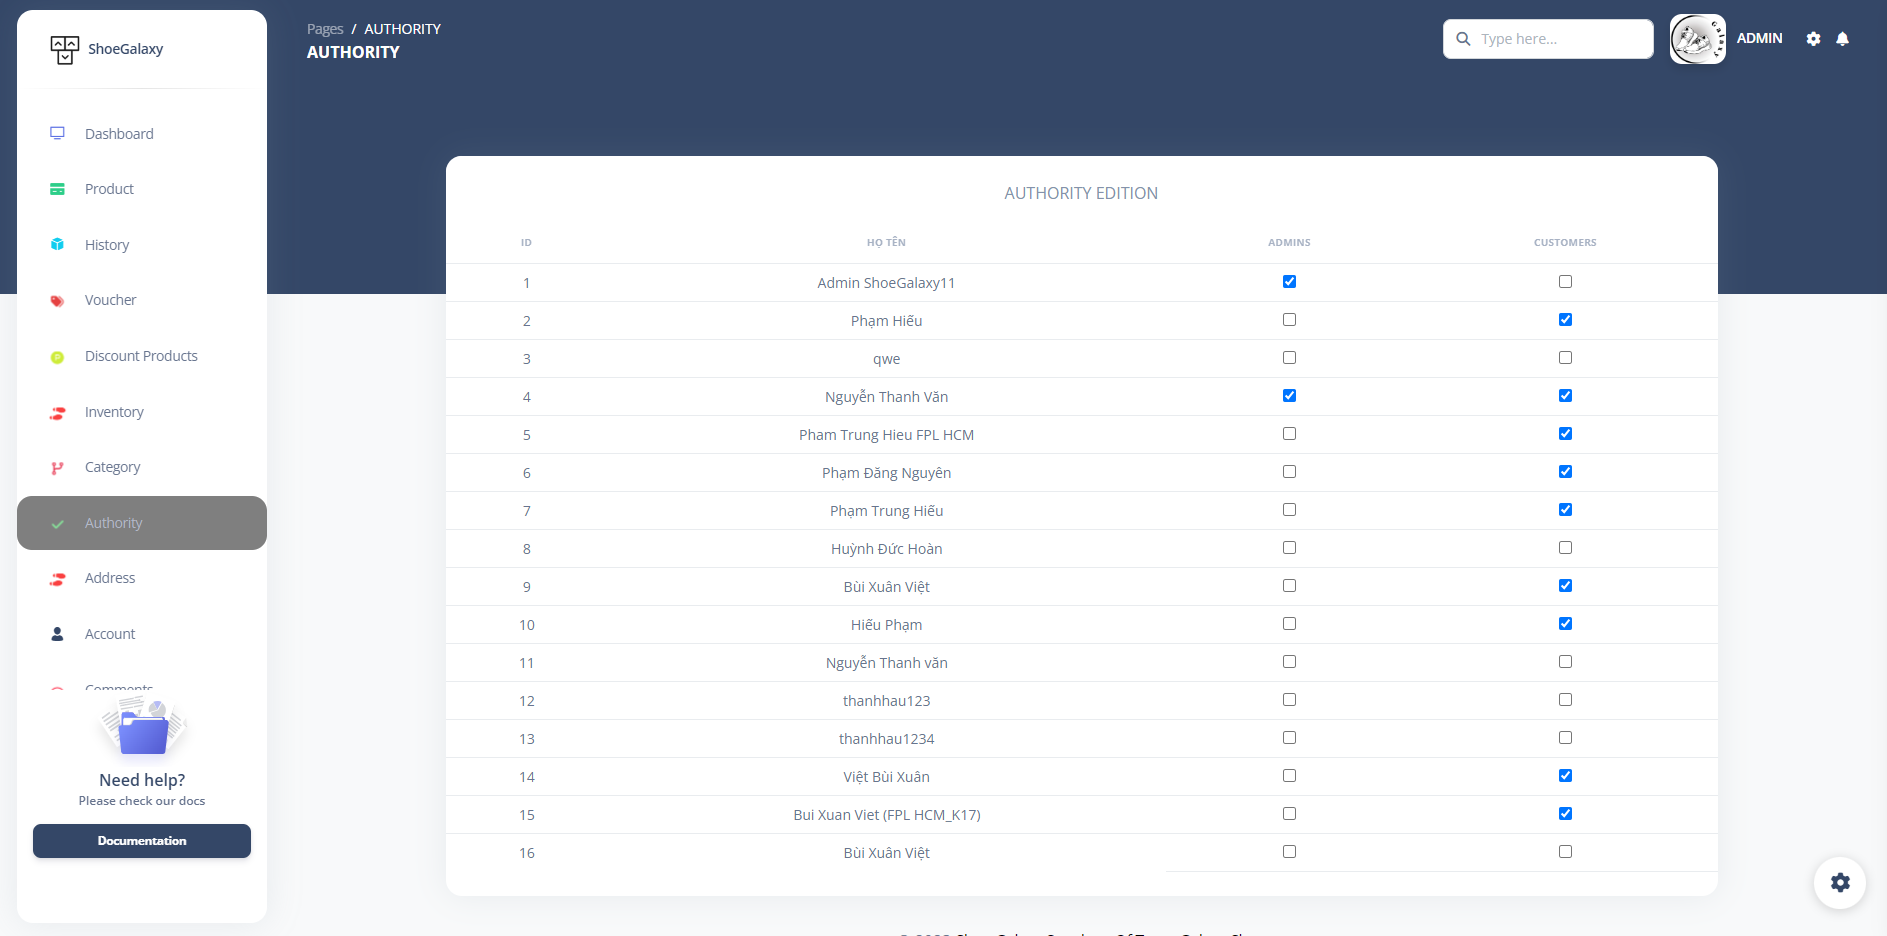 ShoeGalaxy
Dashboard
Product
History
Voucher
Discount Products
Inventory
Category
Authority
Address
Account
Comments
Need help?
Please check our docs
Documentation
Pages / AUTHORITY
AUTHORITY
Type here...
Galaxy
ADMIN
AUTHORITY EDITION
ID HỌ TÊN ADMINS CUSTOMERS
1 Admin ShoeGalaxy11
2 Phạm Hiếu
3 qwe
4 Nguyễn Thanh Văn
5 Pham Trung Hieu FPL HCM
6 Phạm Đăng Nguyên
7 Phạm Trung Hiếu
8 Huỳnh Đức Hoàn
9 Bùi Xuân Việt
10 Hiếu Phạm
11 Nguyễn Thanh văn
12 thanhhau123
13 thanhhau1234
14 Việt Bùi Xuân
15 Bui Xuan Viet (FPL HCM_K17)
16 Bùi Xuân Việt